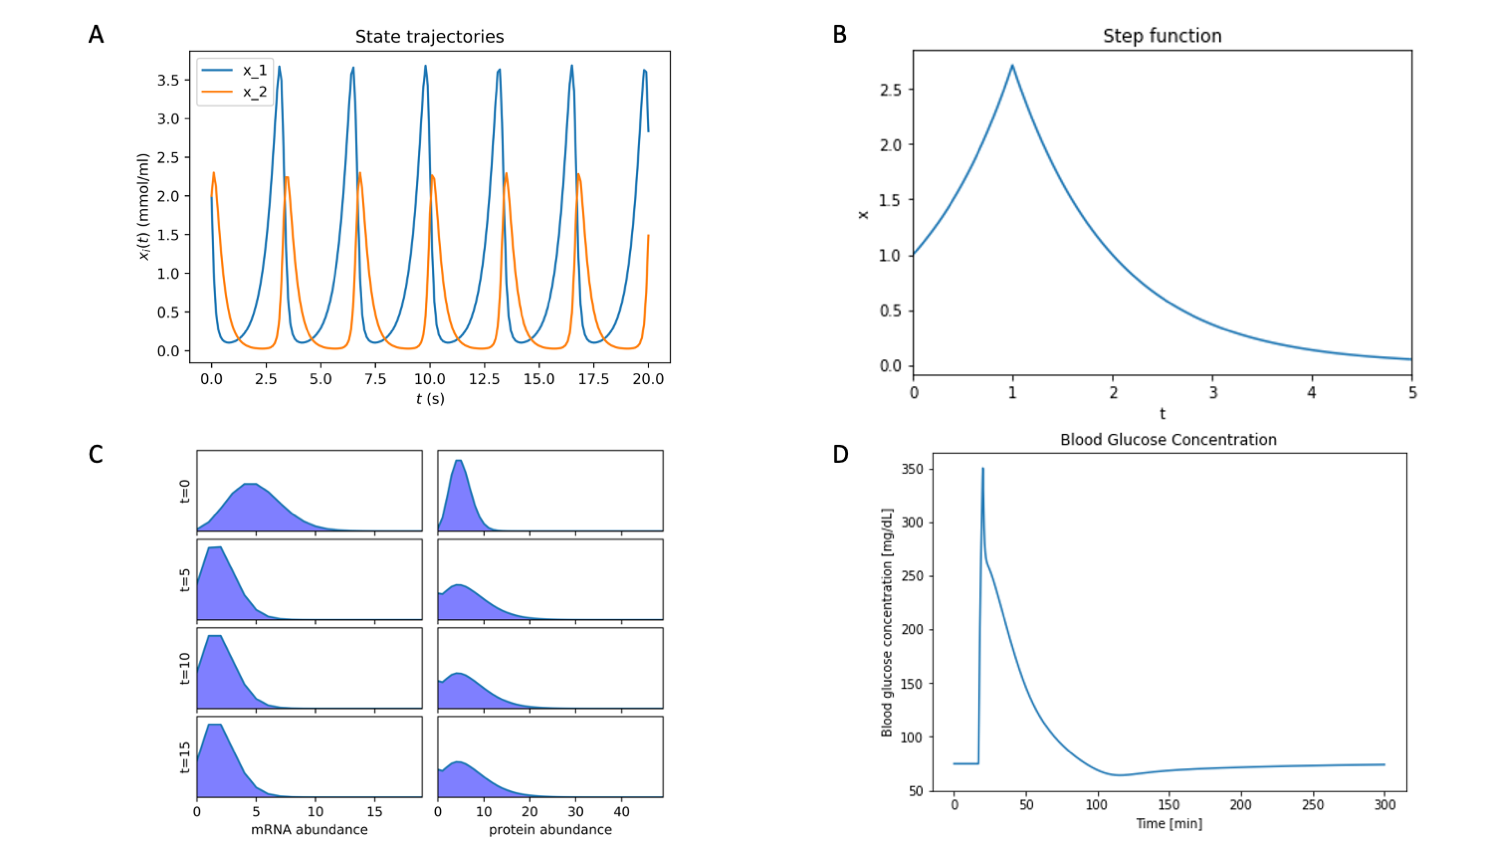 A
State trajectories
x_1
x_2
3.5
3.0
2.5
2.0
1.5
1.0
0.5
0.0
x_i(t) (mmol/ml)
0.0 2.5 5.0 7.5 10.0 12.5 15.0 17.5 20.0
t (s)
B
Step function
2.5
2.0
1.5
1.0
0.5
0.0
x
0 1 2 3 4 5
t
C
t=0
t=5
t=10
t=15
0 5 10 15
mRNA abundance
0 10 20 30 40
protein abundance
D
Blood Glucose Concentration
350
300
250
200
150
100
50
Blood glucose concentration [mg/dL]
0 50 100 150 200 250 300
Time [min]